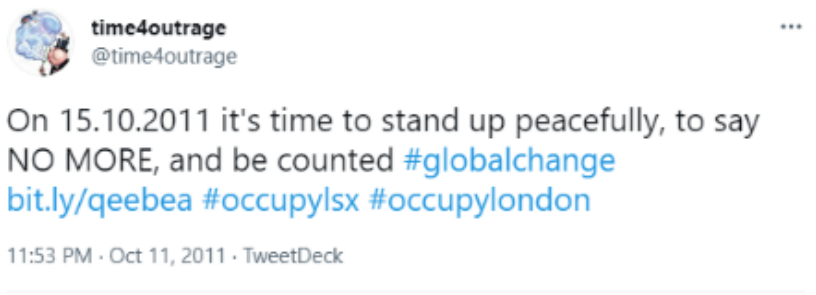 time4outrage
@time4outrage
On 15.10.2011 it's time to stand up peacefully, to say
NO MORE, and be counted #globalchange
bit.ly/qeebea #occupylsx #occupylondon
11:53 PM · Oct 11, 2011 · TweetDeck